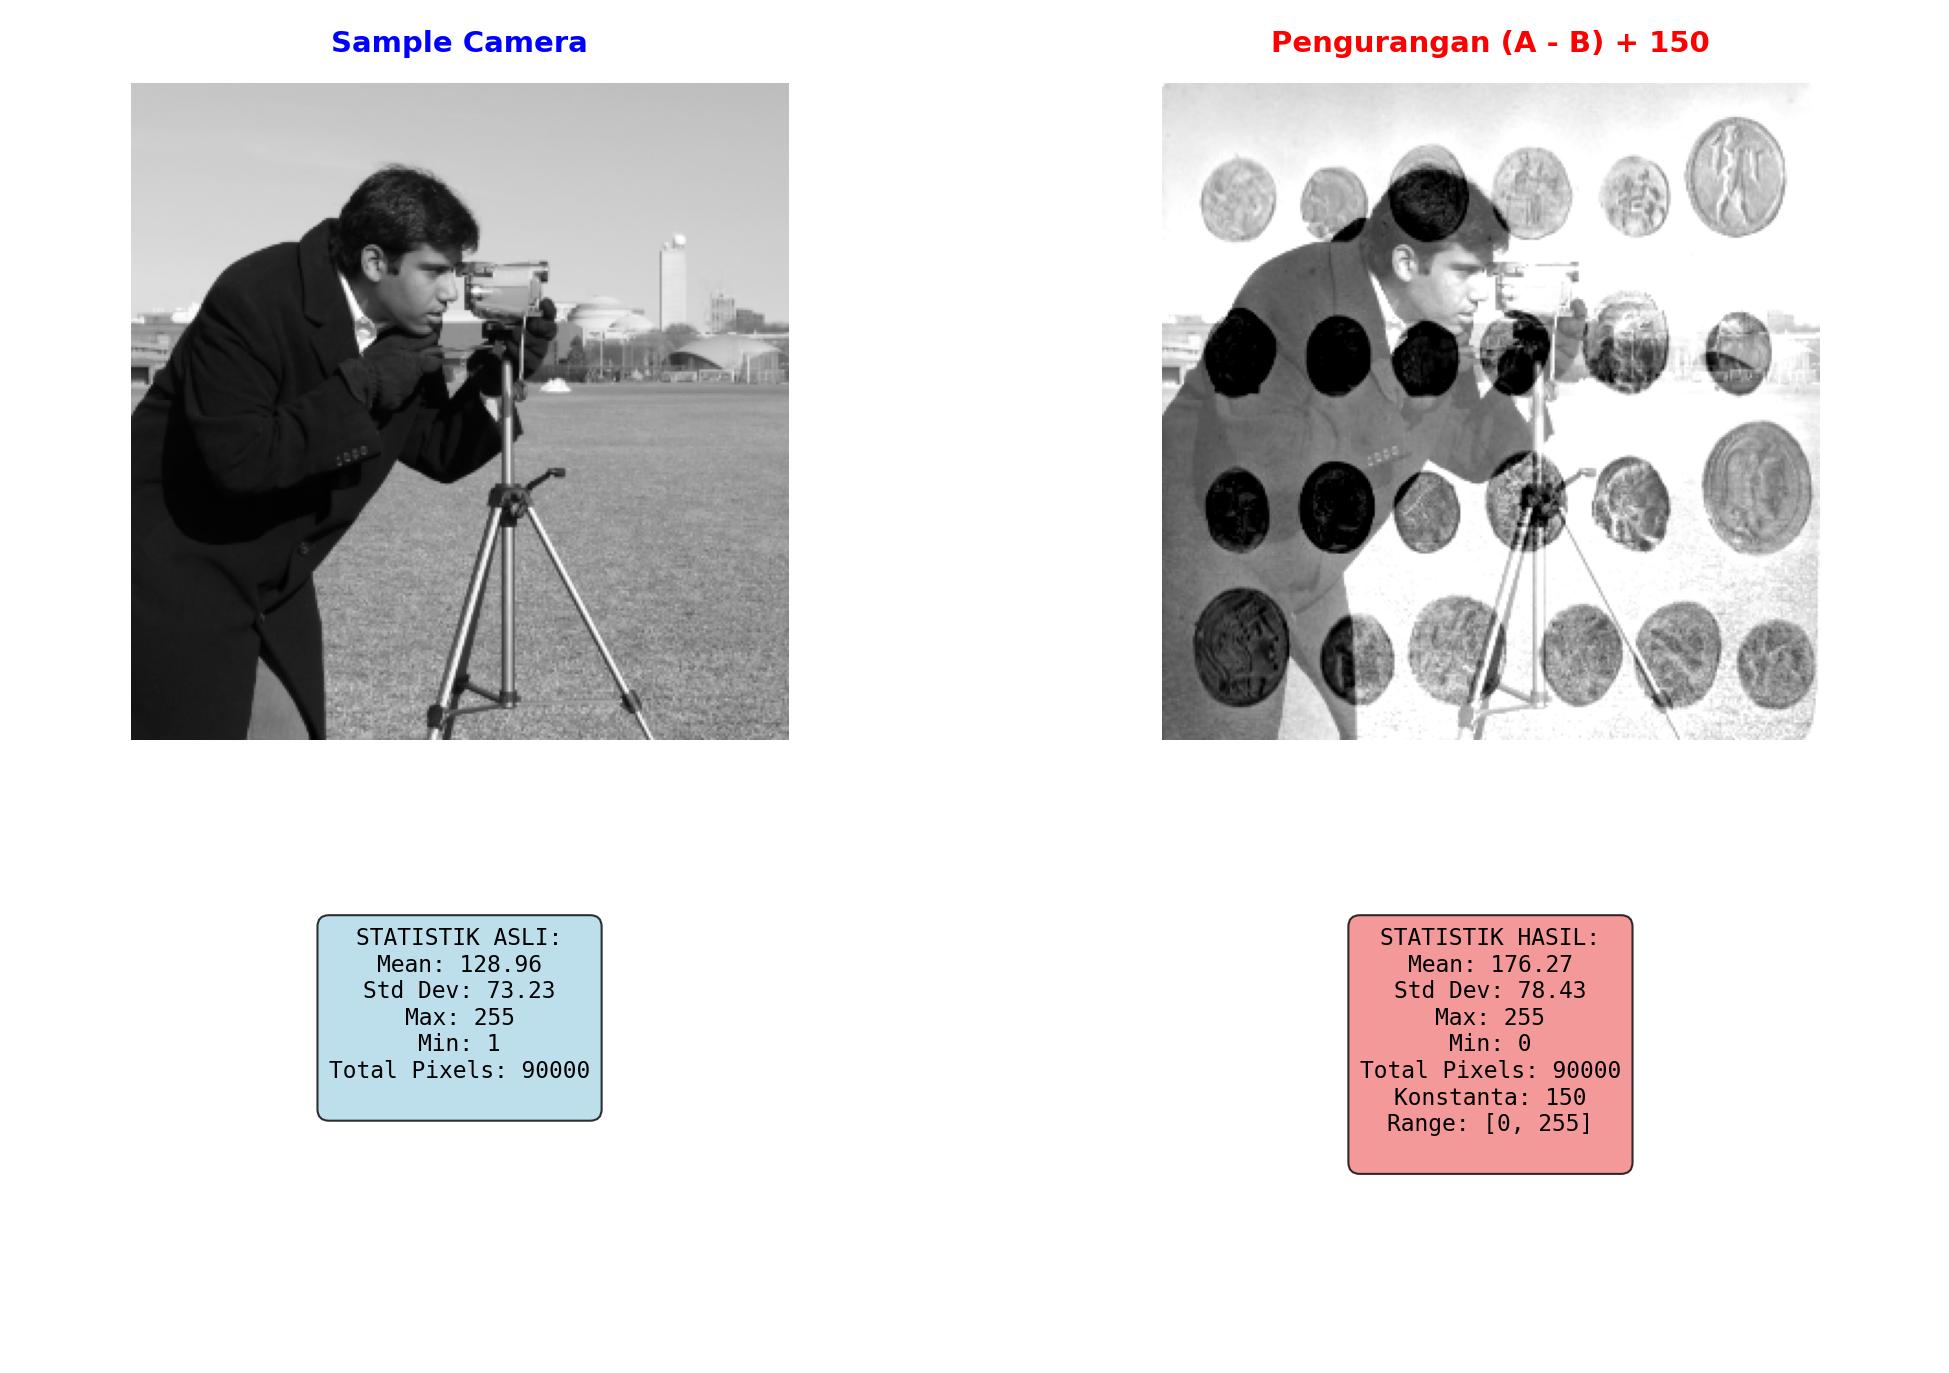 Sample Camera
Pengurangan (A - B) + 150
STATISTIK ASLI:
Mean: 128.96
Std Dev: 73.23
Max: 255
Min: 1
Total Pixels: 90000
STATISTIK HASIL:
Mean: 176.27
Std Dev: 78.43
Max: 255
Min: 0
Total Pixels: 90000
Konstanta: 150
Range: [0, 255]